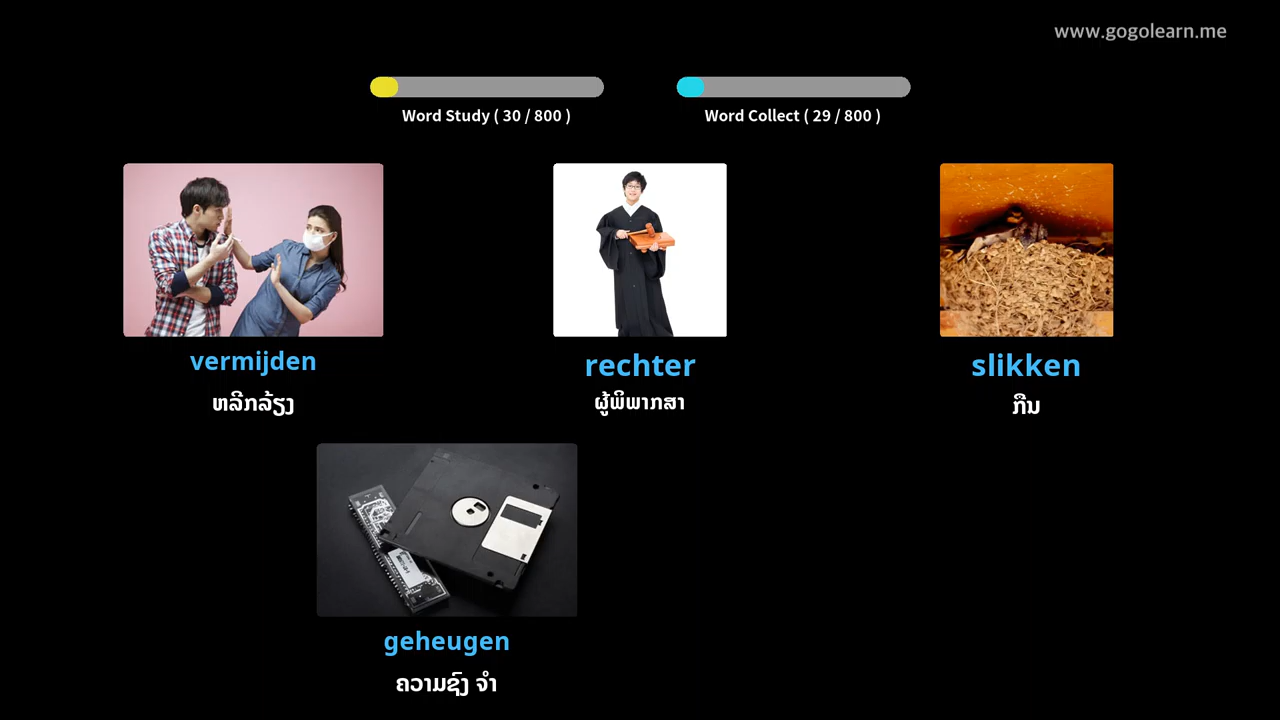 www.gogolearn.me
Word Study ( 30 / 800 )
Word Collect ( 29 / 800 )
vermijden
ຫລີກລ້ຽງ
rechter
ຜູ້ພິພາກສາ
slikken
ກືນ
geheugen
ຄວາມຊົງ ຈຳ